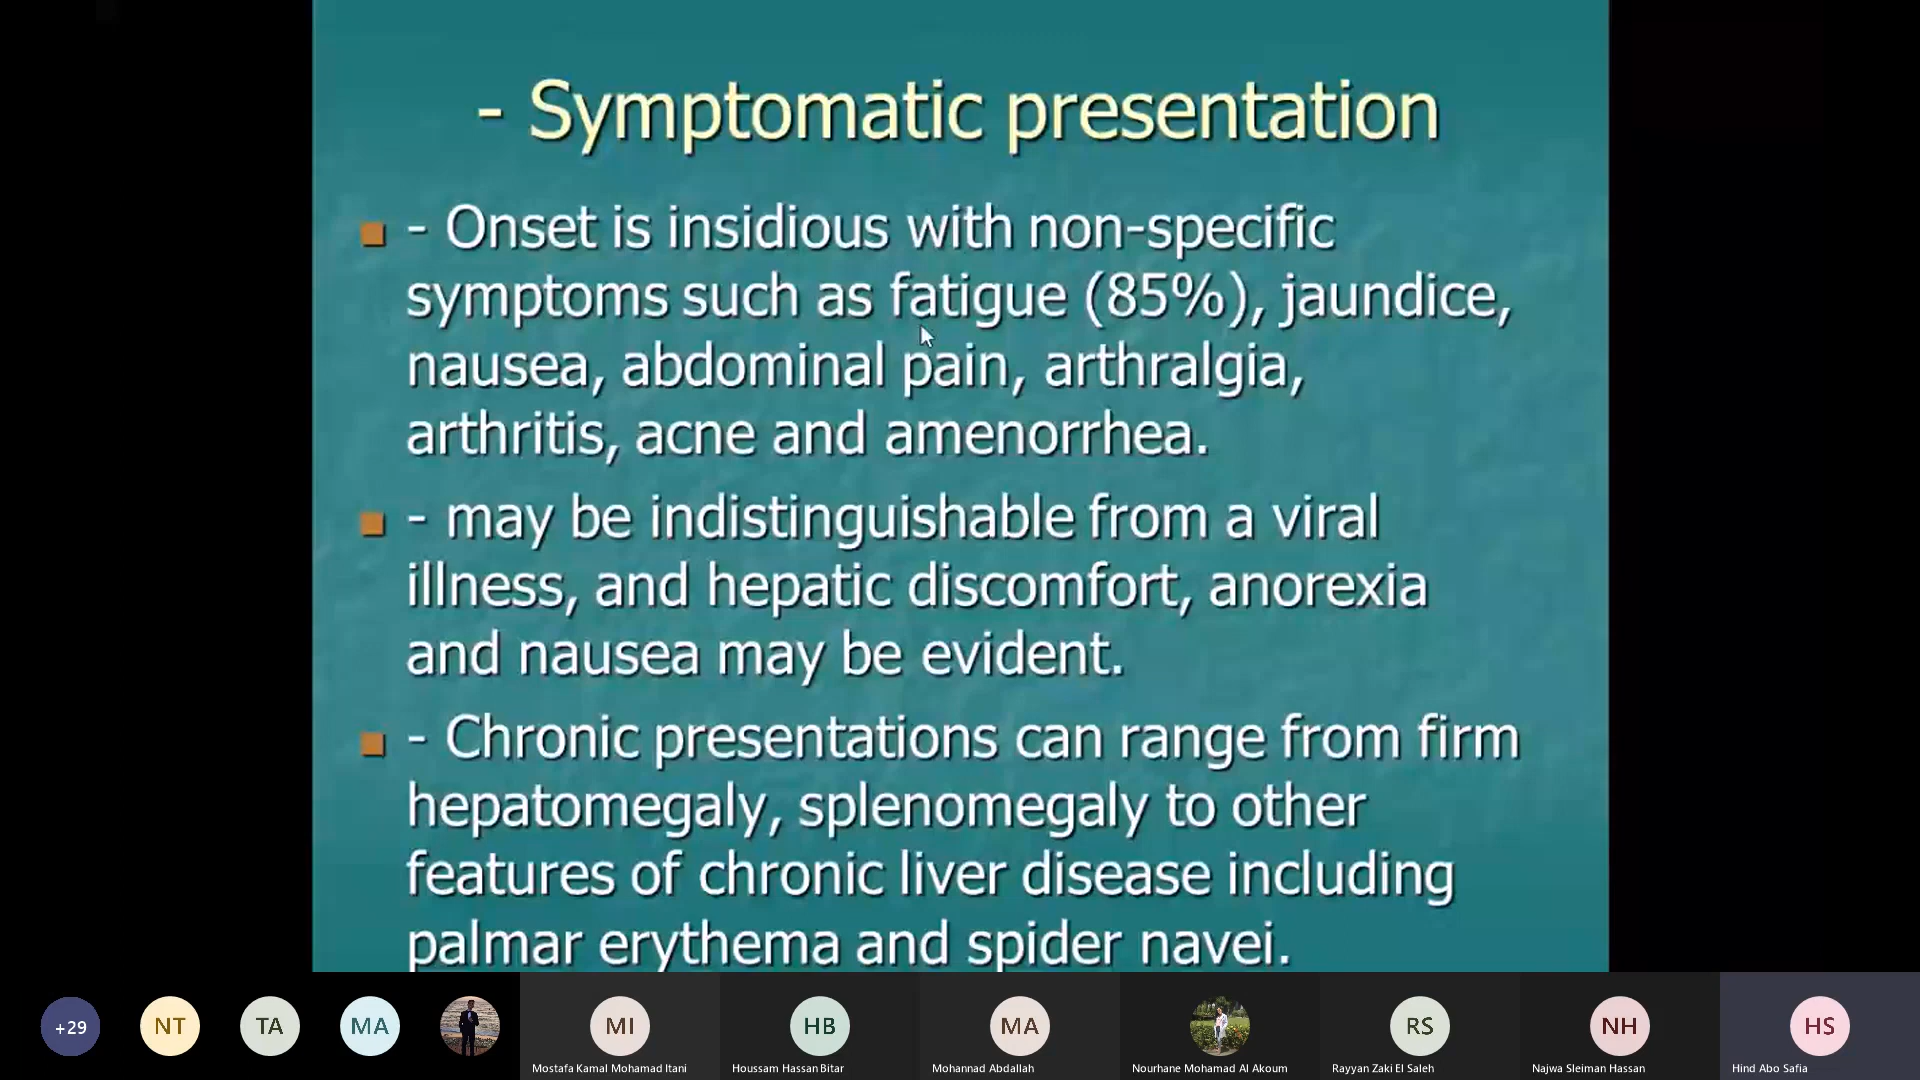 - Symptomatic presentation
- Onset is insidious with non-specific
symptoms such as fatigue (85%), jaundice,
nausea, abdominal pain, arthralgia,
arthritis, acne and amenorrhea.
- may be indistinguishable from a viral
illness, and hepatic discomfort, anorexia
and nausea may be evident.
- Chronic presentations can range from firm
hepatomegaly, splenomegaly to other
features of chronic liver disease including
palmar erythema and spider navei.
+29 NT TA MA MI HB MA RS NH HS
Mostafa Kamal Mohamad Itani Houssam Hassan Bitar Mohannad Abdallah Nourhane Mohamad Al Akoum Rayyan Zaki El Saleh Najwa Sleiman Hassan Hind Abo Safia